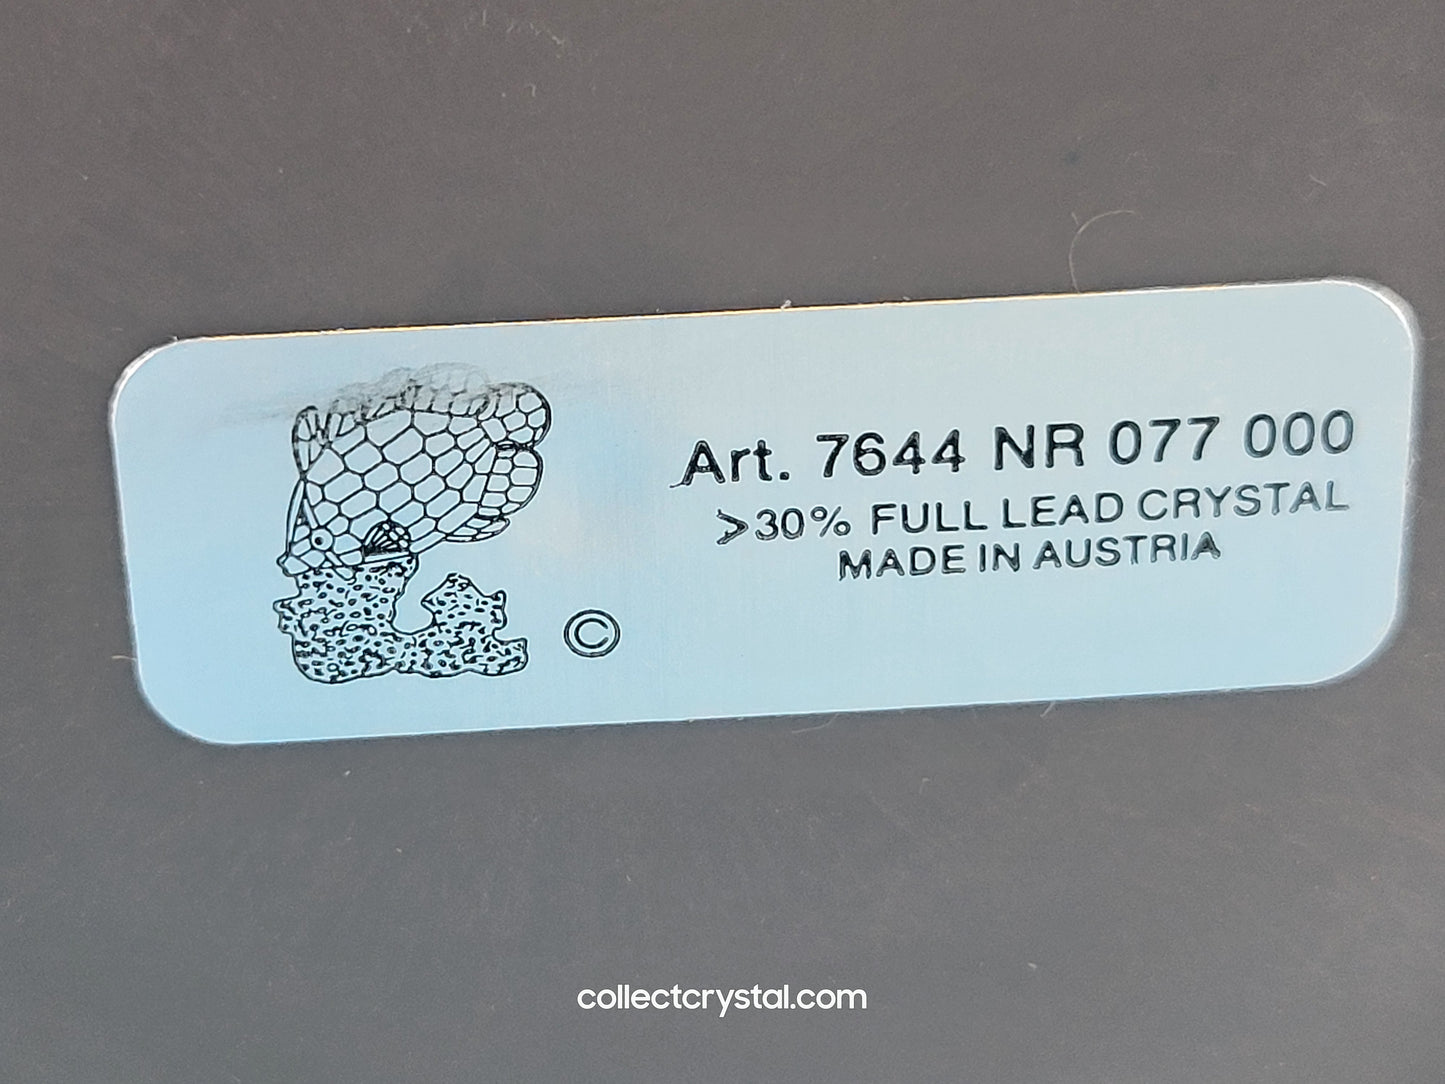 Art. 7644 NR 077 000
>30% FULL LEAD CRYSTAL
MADE IN AUSTRIA
©
collectcrystal.com